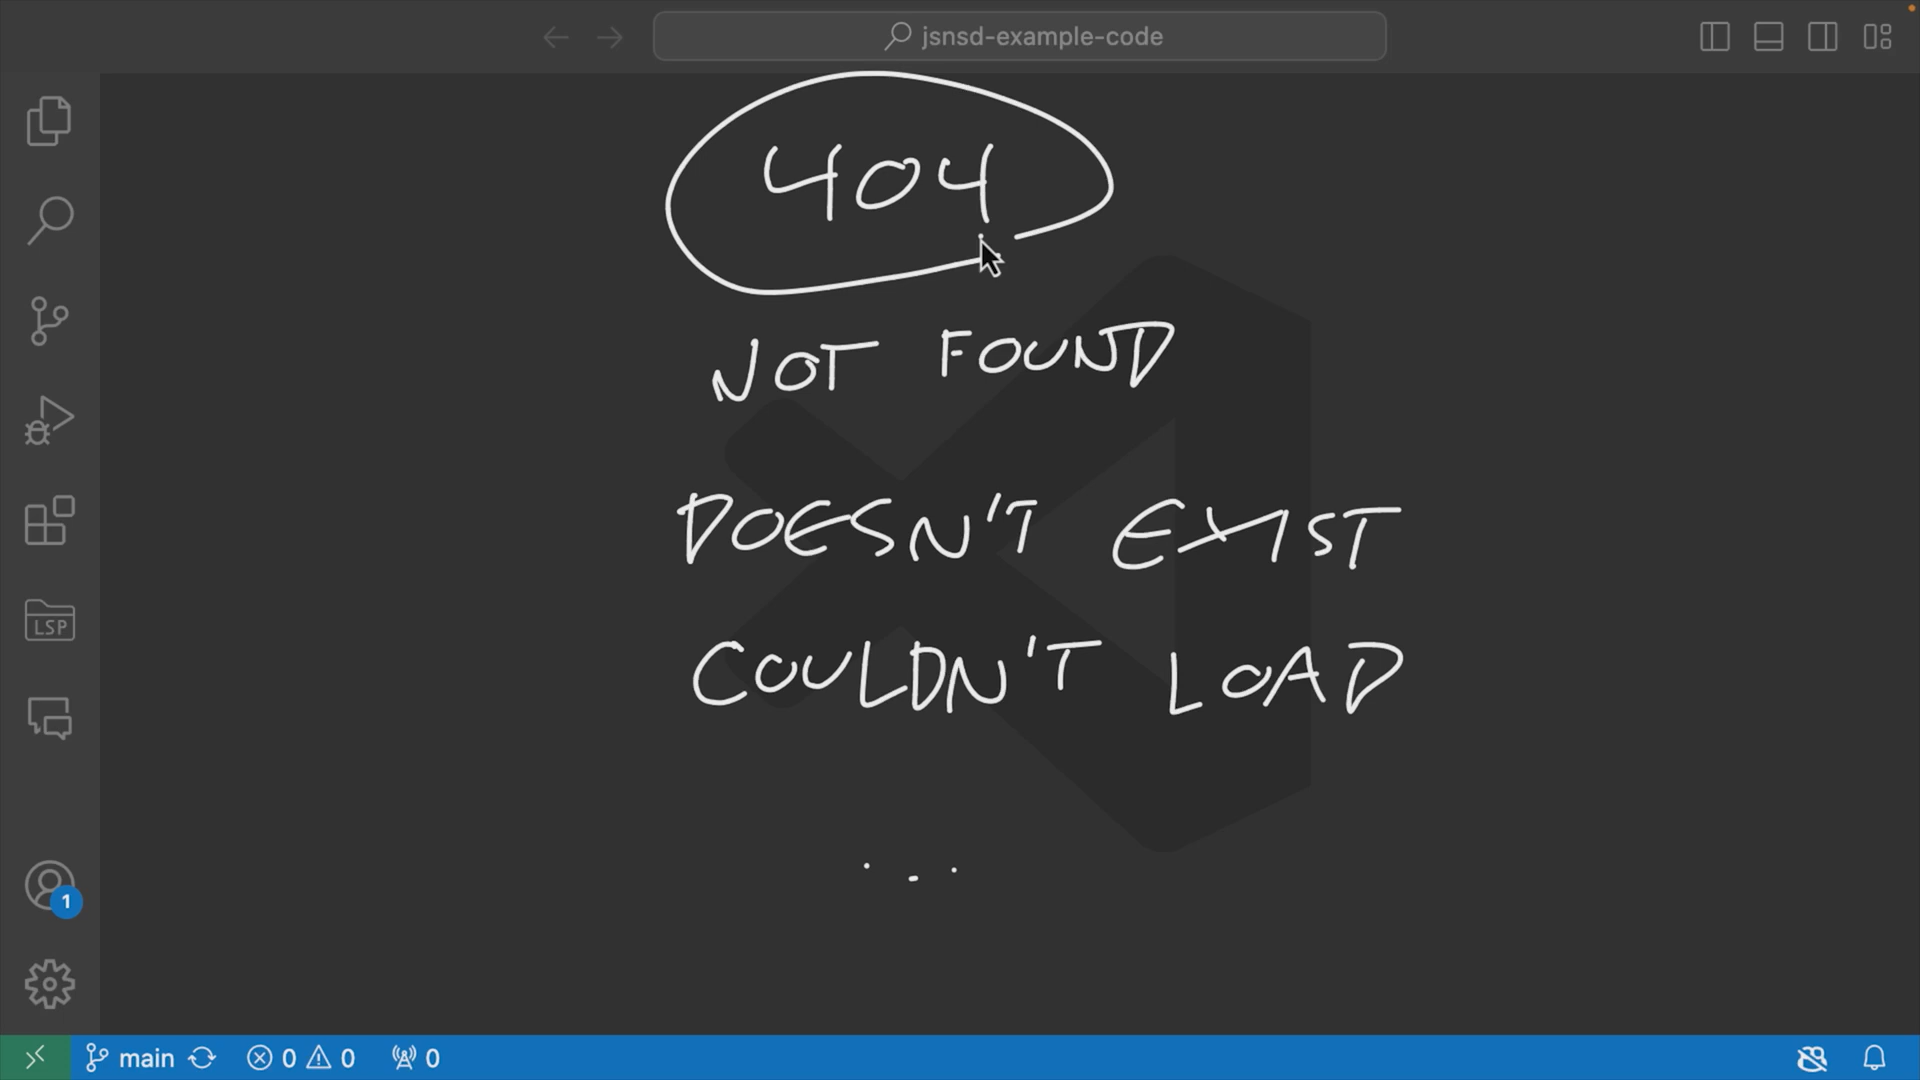 jsnsd-example-code
404
NOT FOUND
DOESN'T EXIST
COULDN'T LOAD
...
LSP
1
main 0 0 0